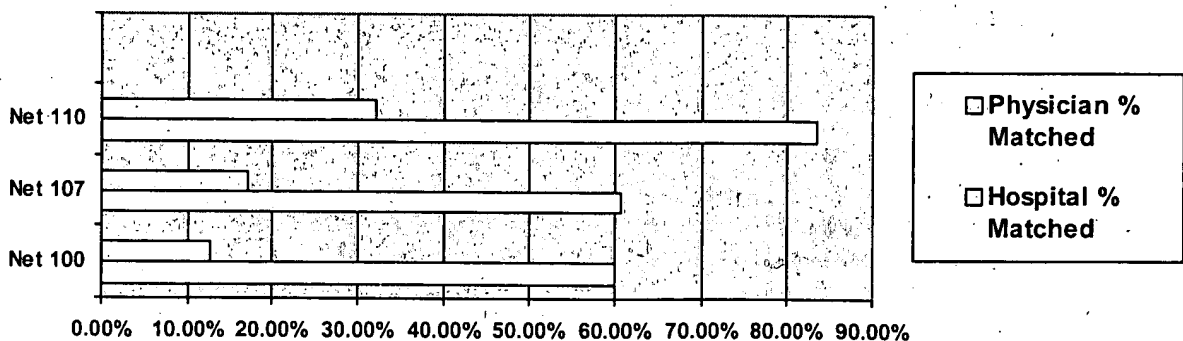 Net 110
Net 107
Net 100
0.00% 10.00% 20.00% 30.00% 40.00% 50.00% 60.00% 70.00% 80.00% 90.00%
Physician %
Matched
Hospital %
Matched